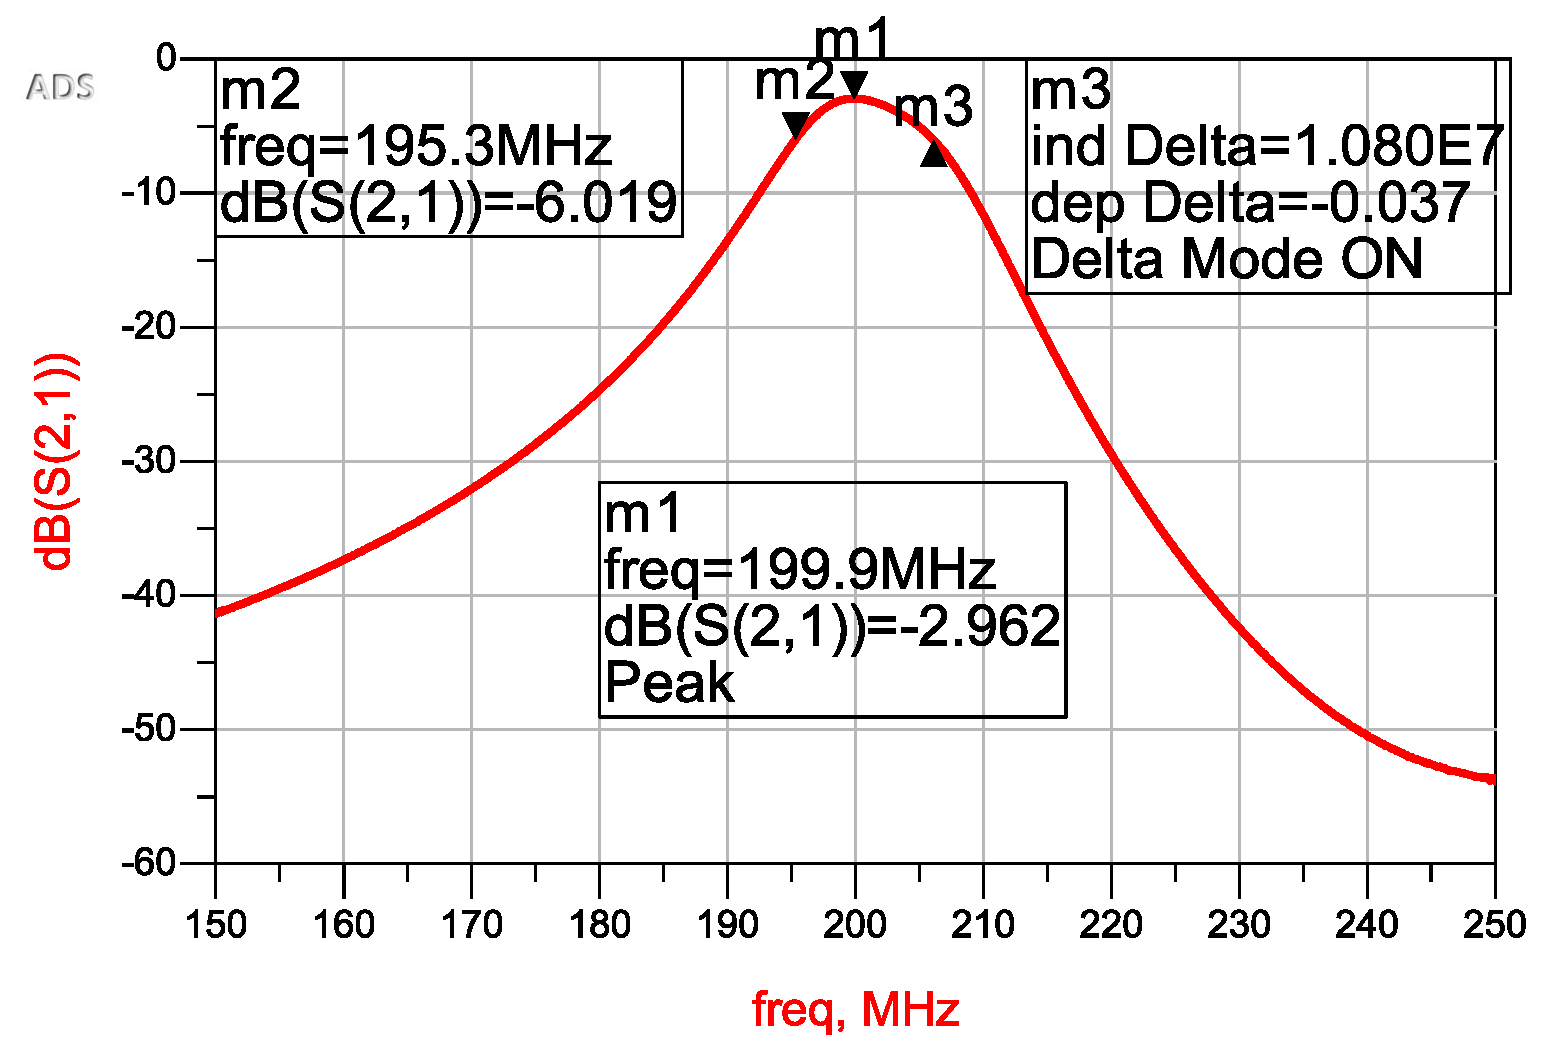 ADS
m2
freq=195.3MHz
dB(S(2,1))=-6.019
m1
m2
m3
m3
ind Delta=1.080E7
dep Delta=-0.037
Delta Mode ON
m1
freq=199.9MHz
dB(S(2,1))=-2.962
Peak
0
-10
-20
-30
-40
-50
-60
dB(S(2,1))
150 160 170 180 190 200 210 220 230 240 250
freq, MHz